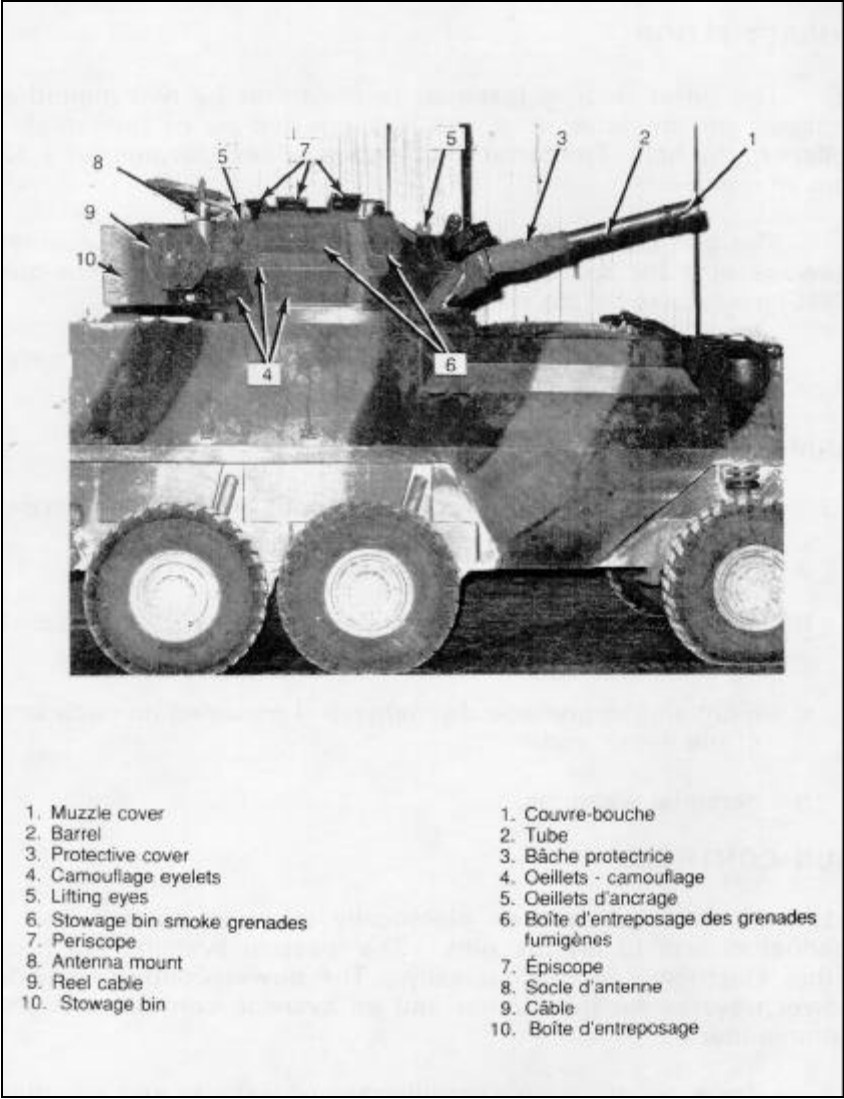 5
7
5
3
2
1
8
9
10
4
6
1. Muzzle cover
2. Barrel
3. Protective cover
4. Camouflage eyelets
5. Lifting eyes
6. Stowage bin smoke grenades
7. Periscope
8. Antenna mount
9. Reel cable
10. Stowage bin
1. Couvre-bouche
2. Tube
3. Bâche protectrice
4. Oeillets - camouflage
5. Oeillets d'ancrage
6. Boîte d'entreposage des grenades
fumigènes
7. Épiscope
8. Socle d'antenne
9. Câble
10. Boîte d'entreposage